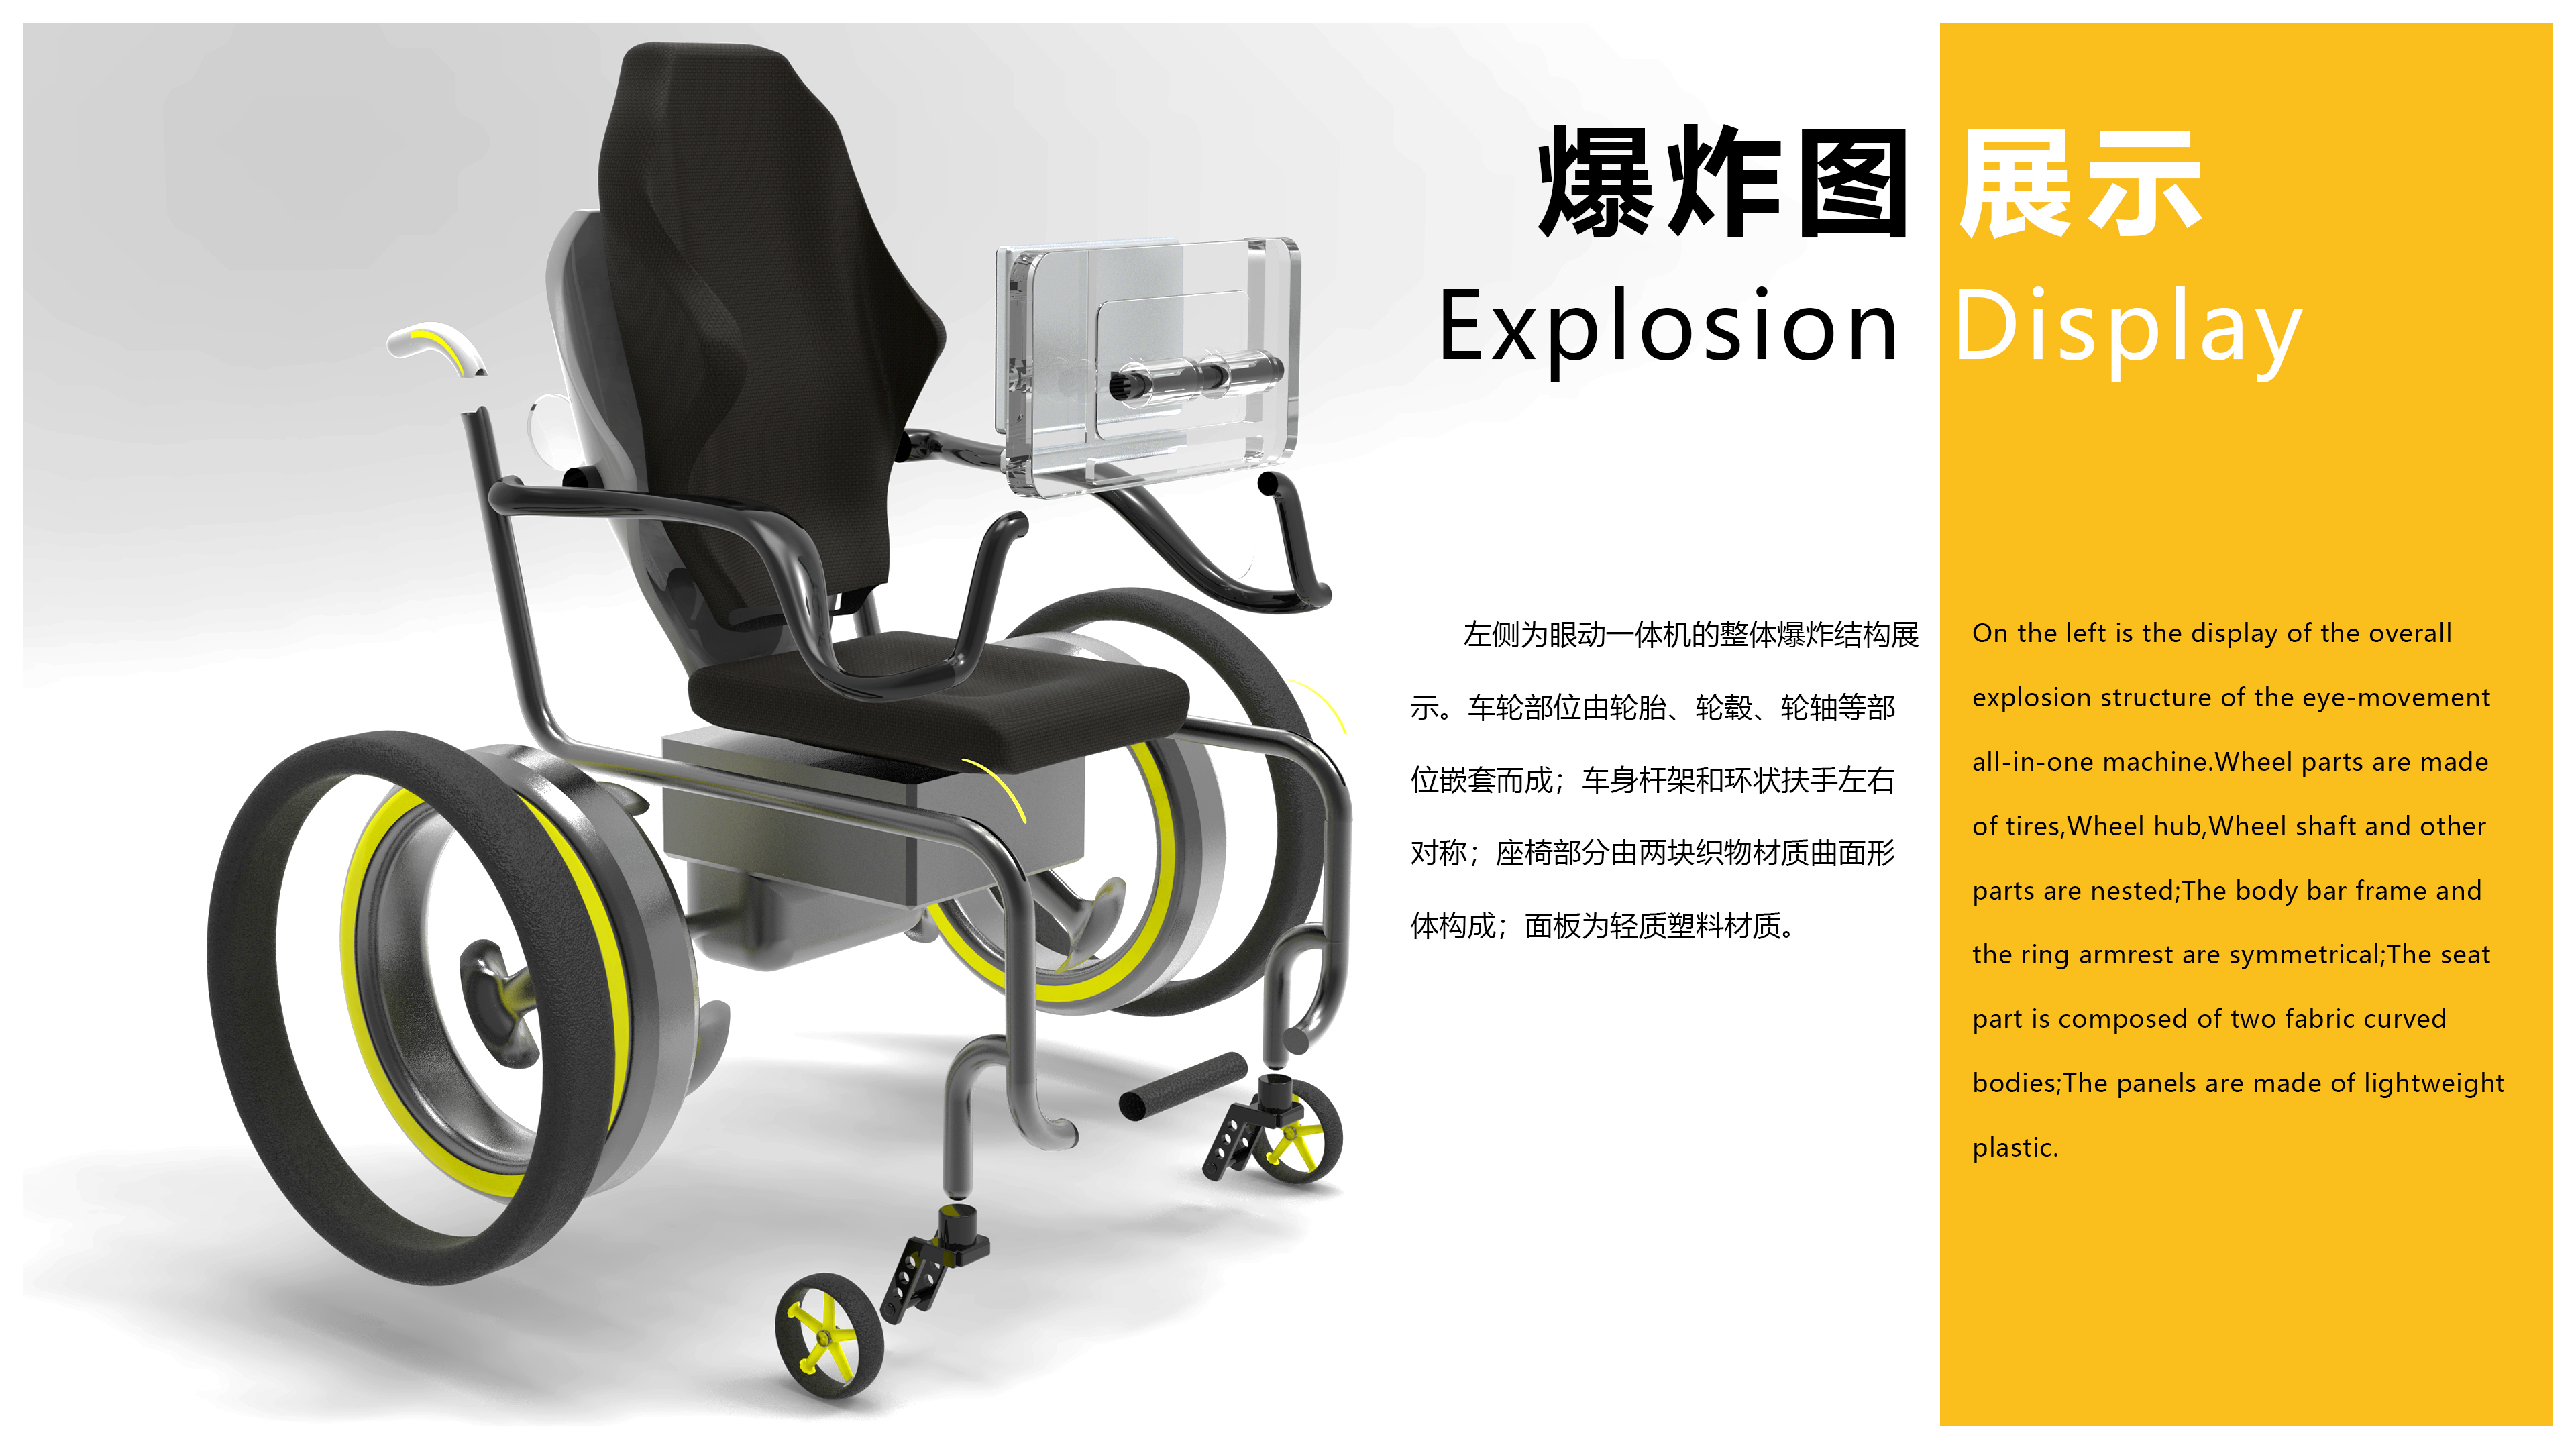 爆炸图 展示
Explosion Display
左侧为眼动一体机的整体爆炸结构展
示。车轮部位由轮胎、轮毂、轮轴等部
位嵌套而成；车身杆架和环状扶手左右
对称；座椅部分由两块织物材质曲面形
体构成；面板为轻质塑料材质。
On the left is the display of the overall
explosion structure of the eye-movement
all-in-one machine.Wheel parts are made
of tires,Wheel hub,Wheel shaft and other
parts are nested;The body bar frame and
the ring armrest are symmetrical;The seat
part is composed of two fabric curved
bodies;The panels are made of lightweight
plastic.